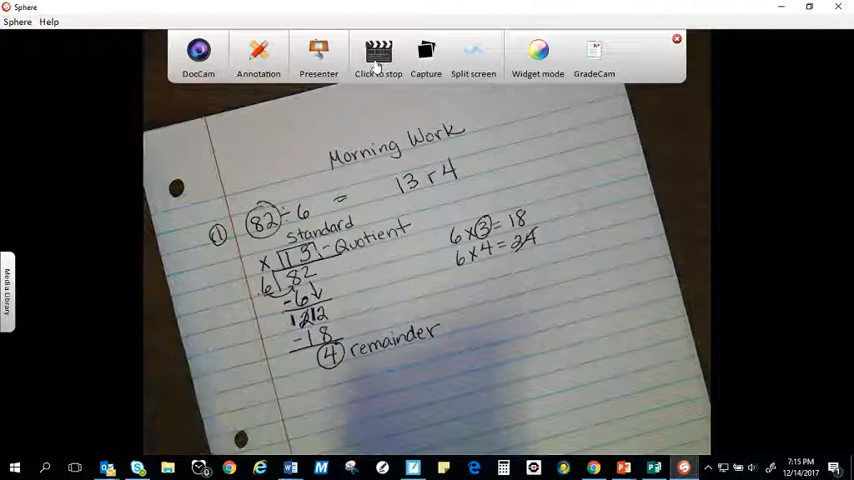 Sphere
Sphere Help
DocCam Annotation Presenter Click to stop Capture Split screen Widget mode GradeCam
Media Library
Morning Work
① 82 ÷ 6 = 13 r 4
Standard
x 13 - Quotient
6 82
-6↓
1212
-18
4 remainder
6 x 3 = 18
6 x 4 = 24
7:15 PM
12/14/2017